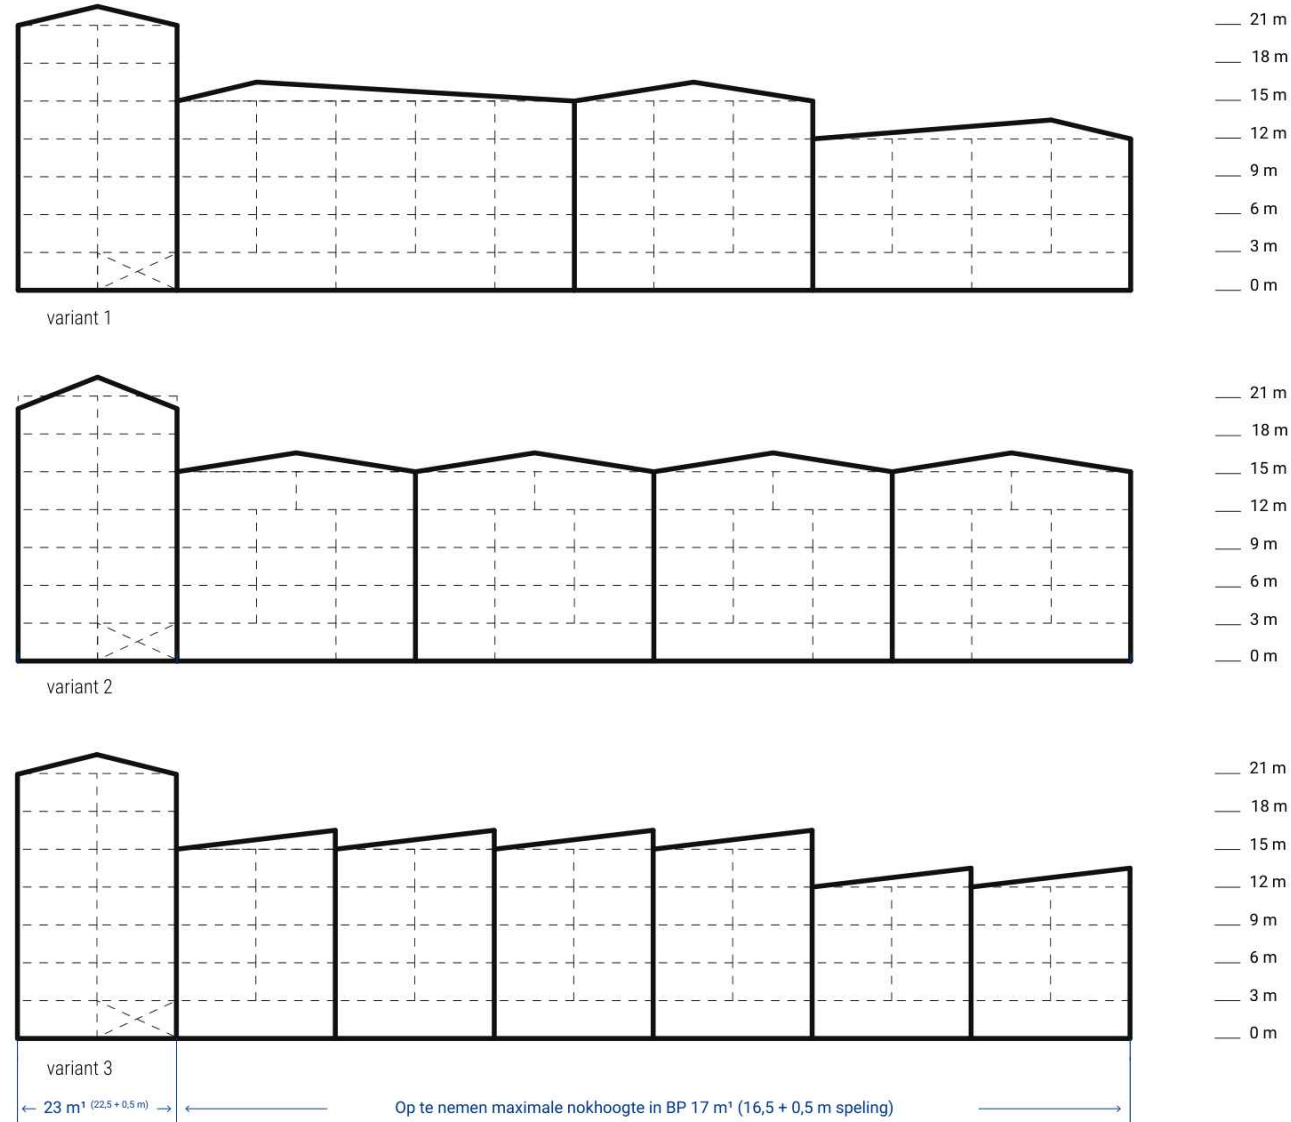 21 m
18 m
15 m
12 m
9 m
6 m
3 m
0 m
variant 1
21 m
18 m
15 m
12 m
9 m
6 m
3 m
0 m
variant 2
21 m
18 m
15 m
12 m
9 m
6 m
3 m
0 m
variant 3
23 m¹ (22,5 + 0,5 m)
Op te nemen maximale nokhoogte in BP 17 m¹ (16,5 + 0,5 m speling)